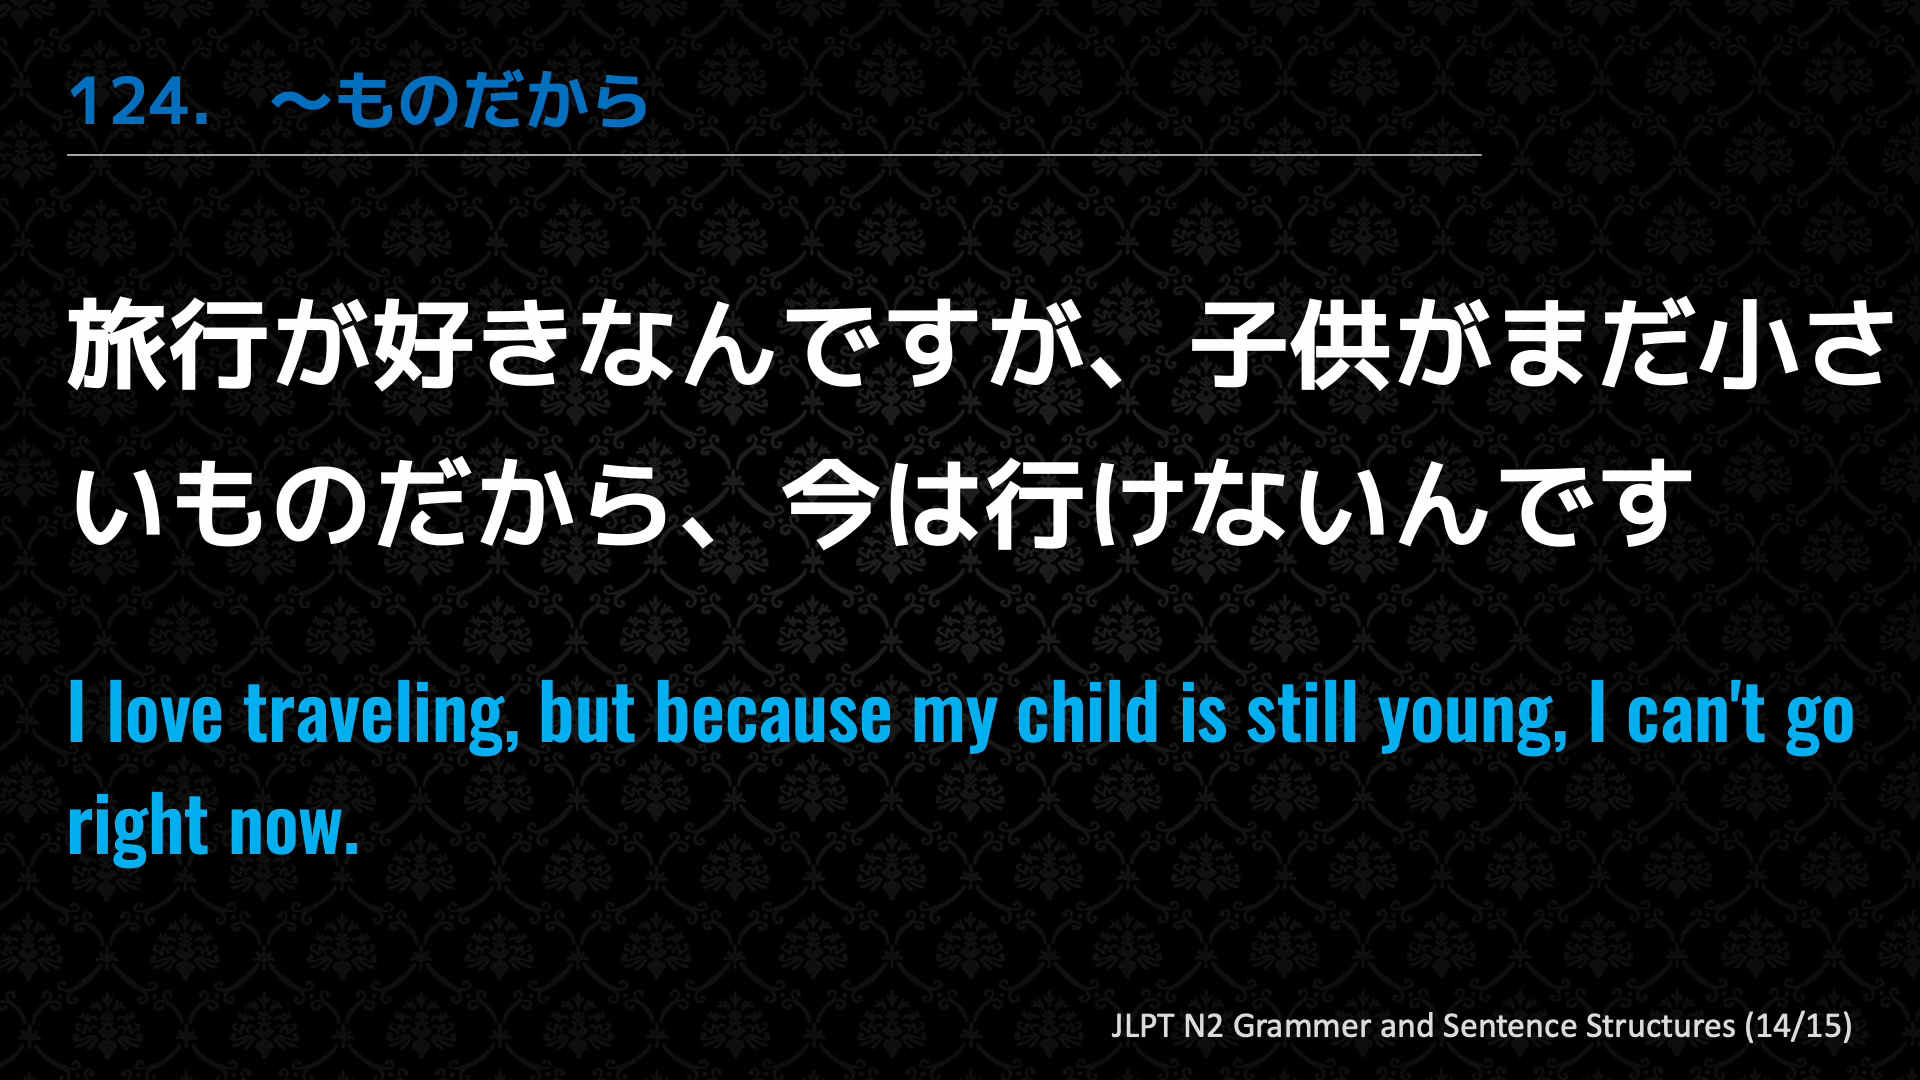 124. ～ものだから
旅行が好きなんですが、子供がまだ小さ
いものだから、今は行けないんです
I love traveling, but because my child is still young, I can't go
right now.
JLPT N2 Grammer and Sentence Structures (14/15)